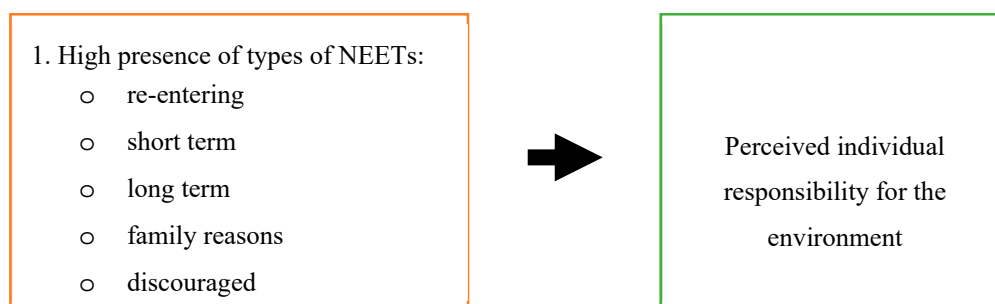 1. High presence of types of NEETs:
o re-entering
o short term
o long term
o family reasons
o discouraged
Perceived individual
responsibility for the
environment